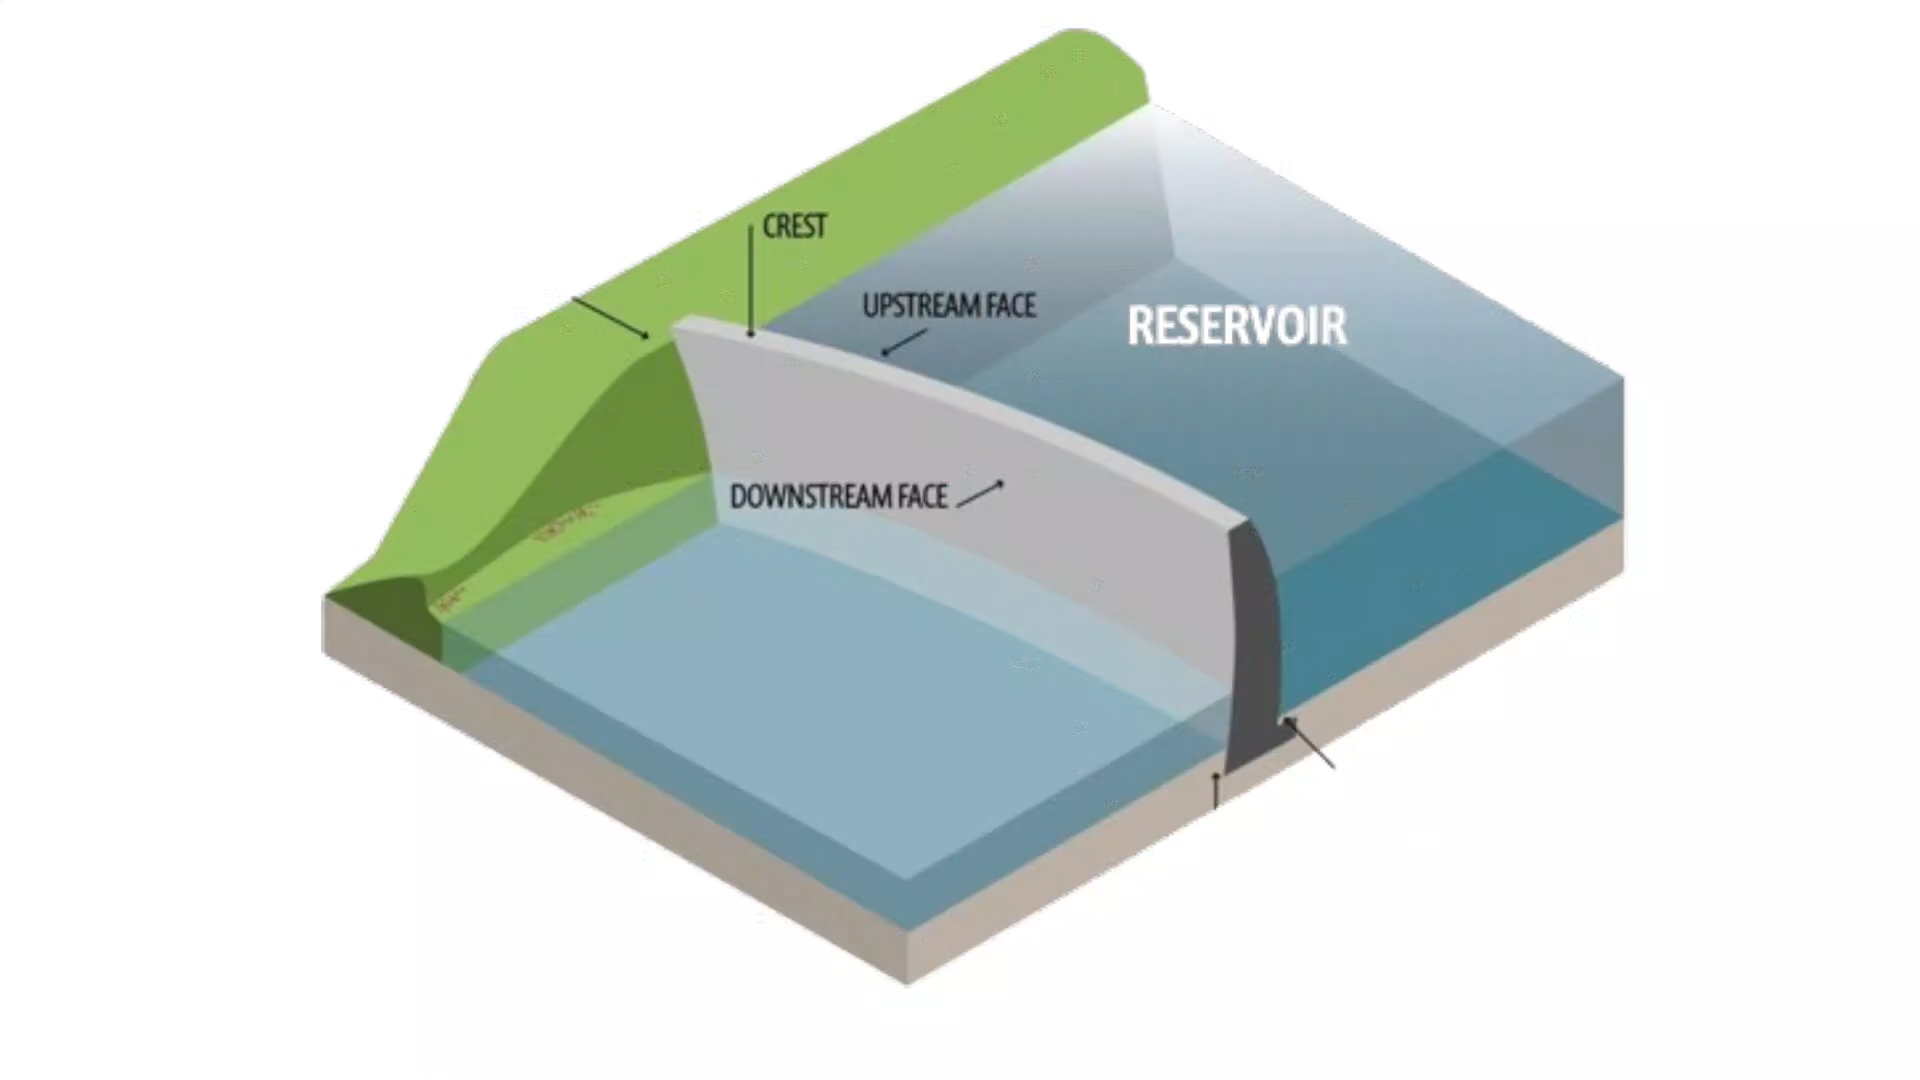 CREST
UPSTREAM FACE
RESERVOIR
DOWNSTREAM FACE